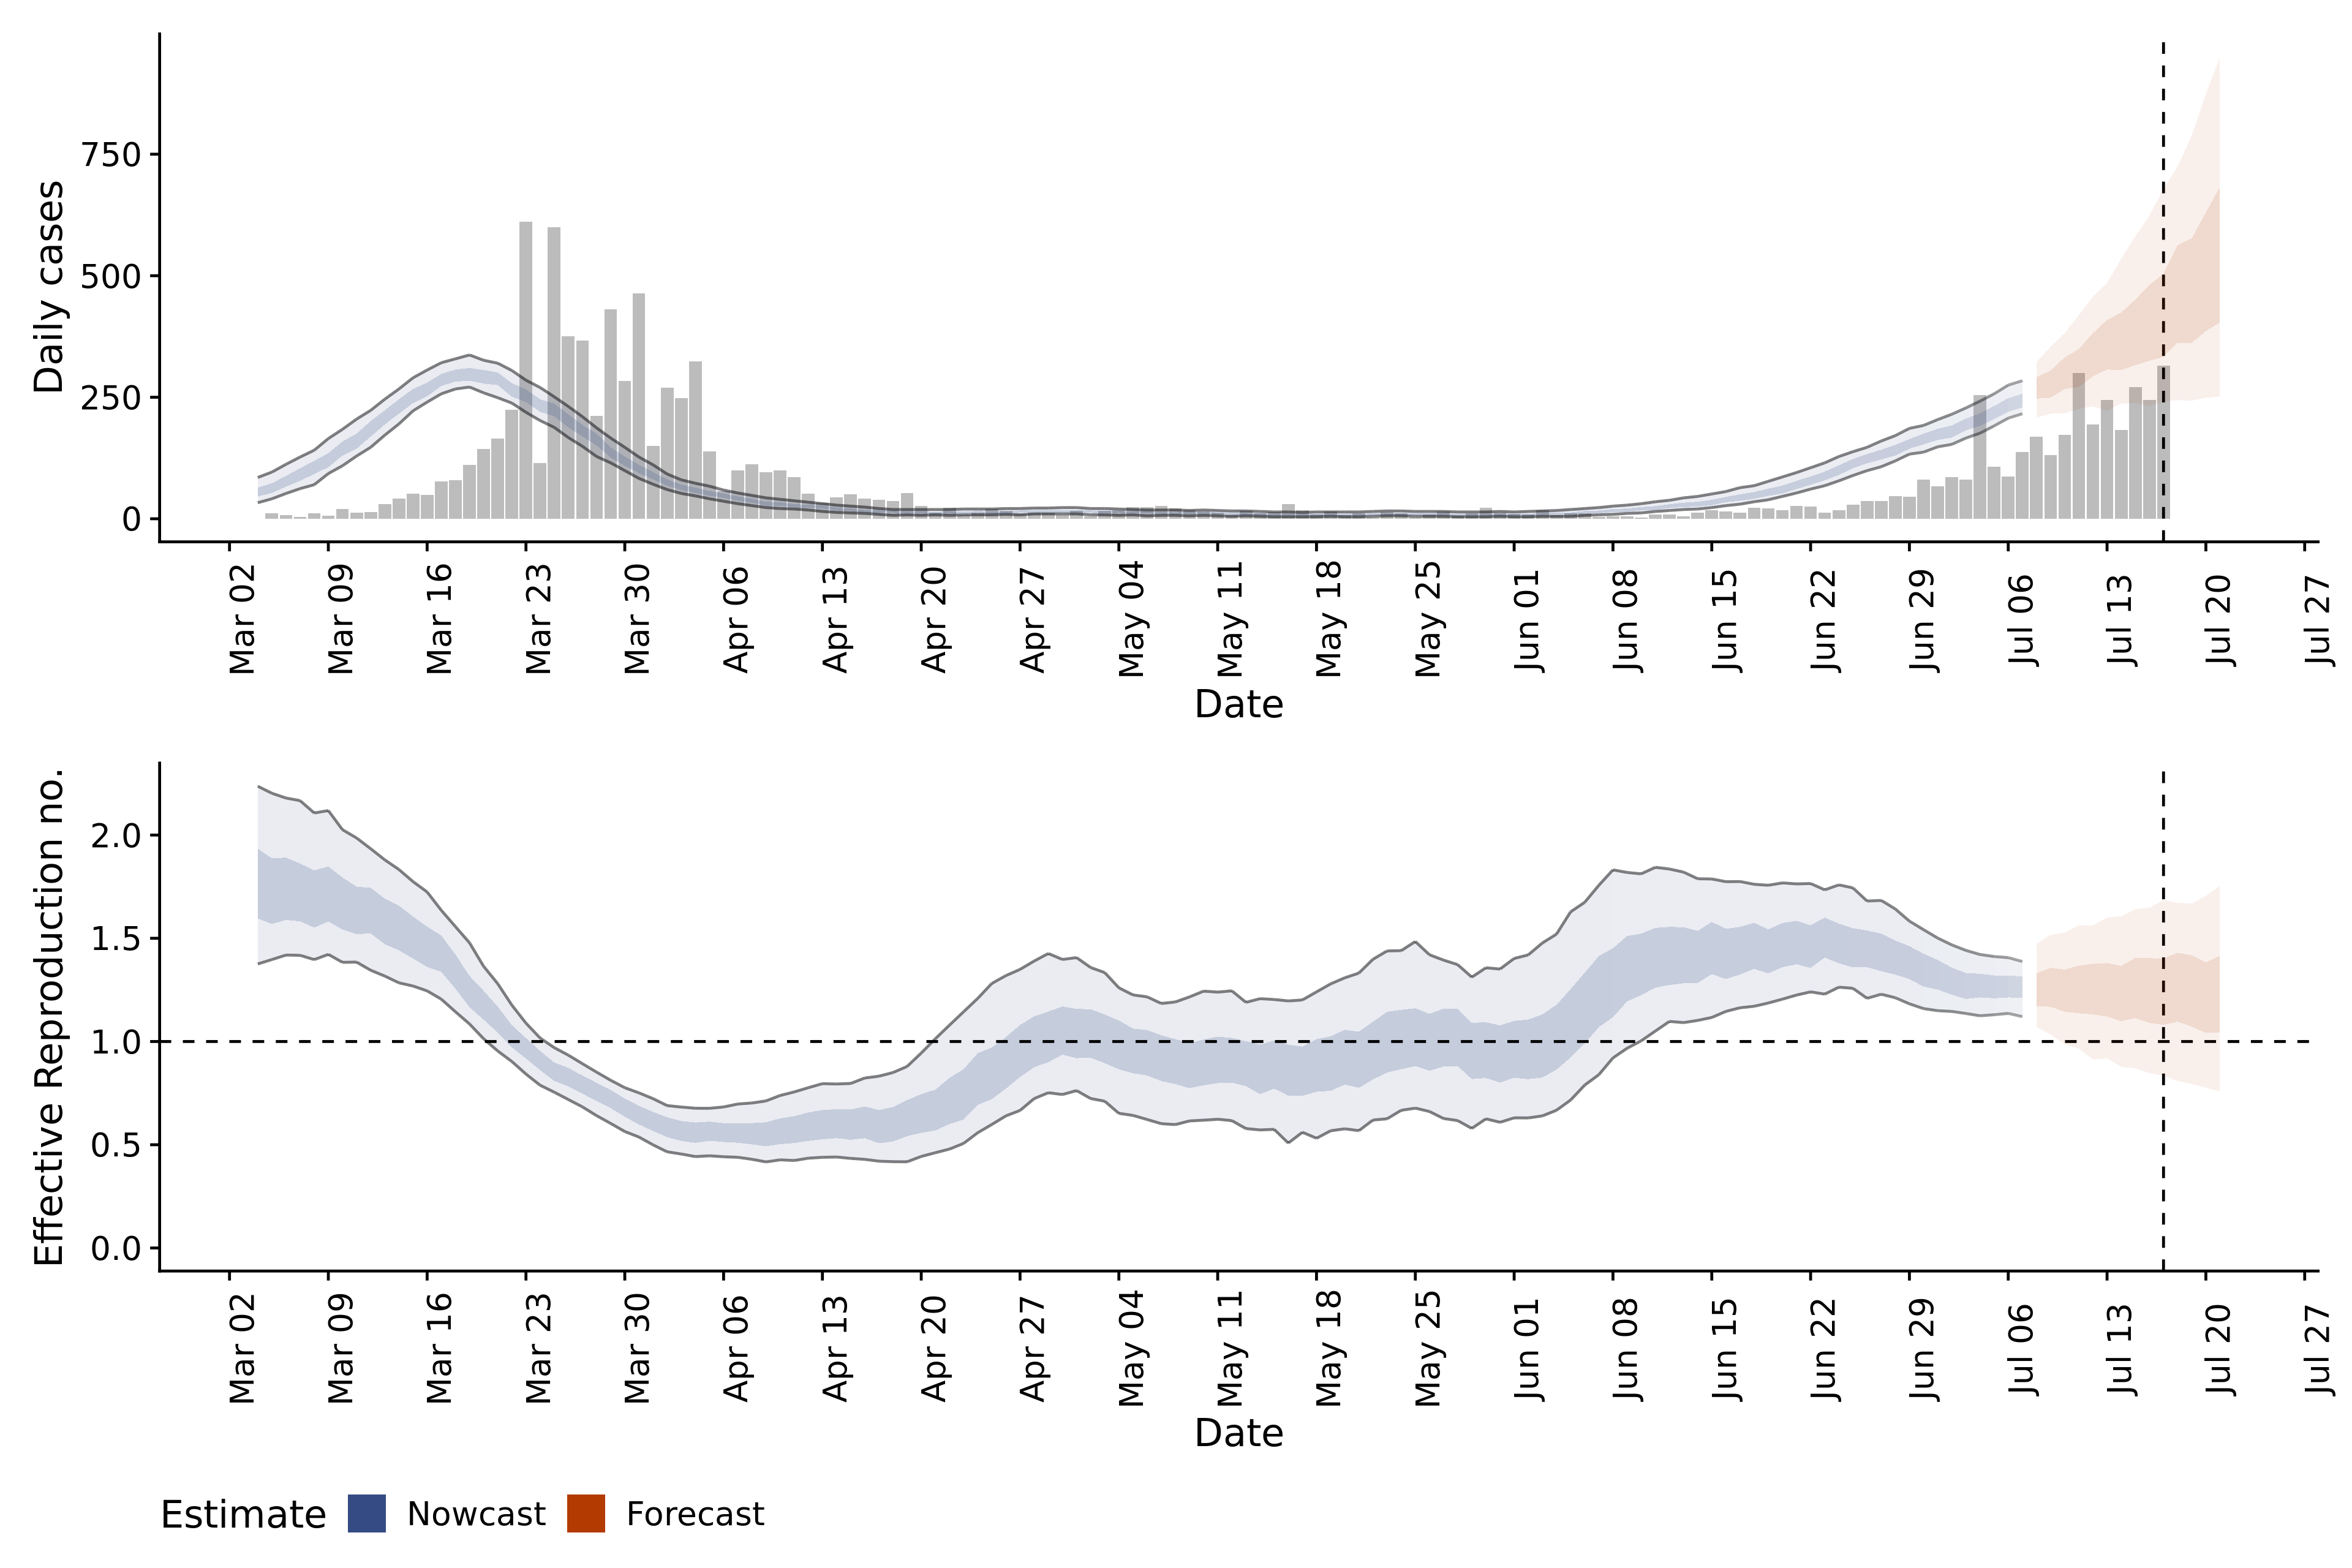 Daily cases
750
500
250
0
Mar 02
Mar 09
Mar 16
Mar 23
Mar 30
Apr 06
Apr 13
Apr 20
Apr 27
May 04
May 11
May 18
May 25
Jun 01
Jun 08
Jun 15
Jun 22
Jun 29
Jul 06
Jul 13
Jul 20
Jul 27
Date
Effective Reproduction no.
2.0
1.5
1.0
0.5
0.0
Mar 02
Mar 09
Mar 16
Mar 23
Mar 30
Apr 06
Apr 13
Apr 20
Apr 27
May 04
May 11
May 18
May 25
Jun 01
Jun 08
Jun 15
Jun 22
Jun 29
Jul 06
Jul 13
Jul 20
Jul 27
Date
Estimate Nowcast Forecast